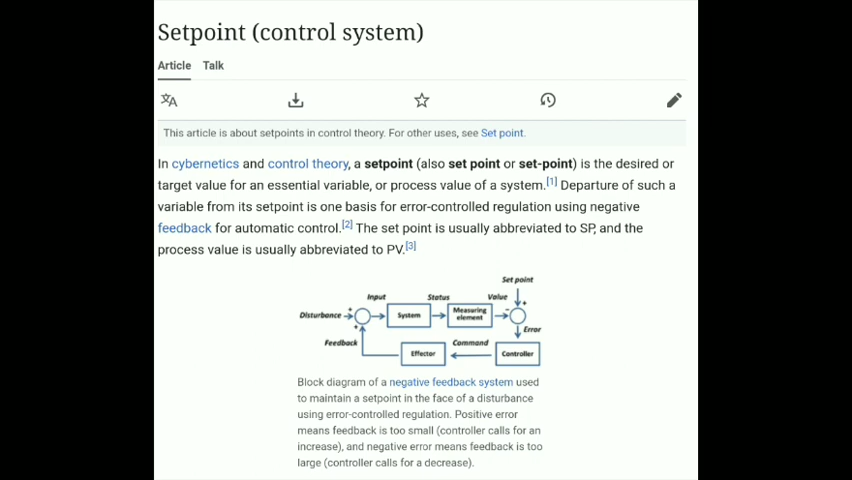 Setpoint (control system)
Article Talk
This article is about setpoints in control theory. For other uses, see Set point.
In cybernetics and control theory, a setpoint (also set point or set-point) is the desired or
target value for an essential variable, or process value of a system.[1] Departure of such a
variable from its setpoint is one basis for error-controlled regulation using negative
feedback for automatic control.[2] The set point is usually abbreviated to SP, and the
process value is usually abbreviated to PV.[3]
Set point
Input Status Value +
Disturbance + System Measuring element -
+ Error
Feedback Command
Effector Controller
Block diagram of a negative feedback system used
to maintain a setpoint in the face of a disturbance
using error-controlled regulation. Positive error
means feedback is too small (controller calls for an
increase), and negative error means feedback is too
large (controller calls for a decrease).